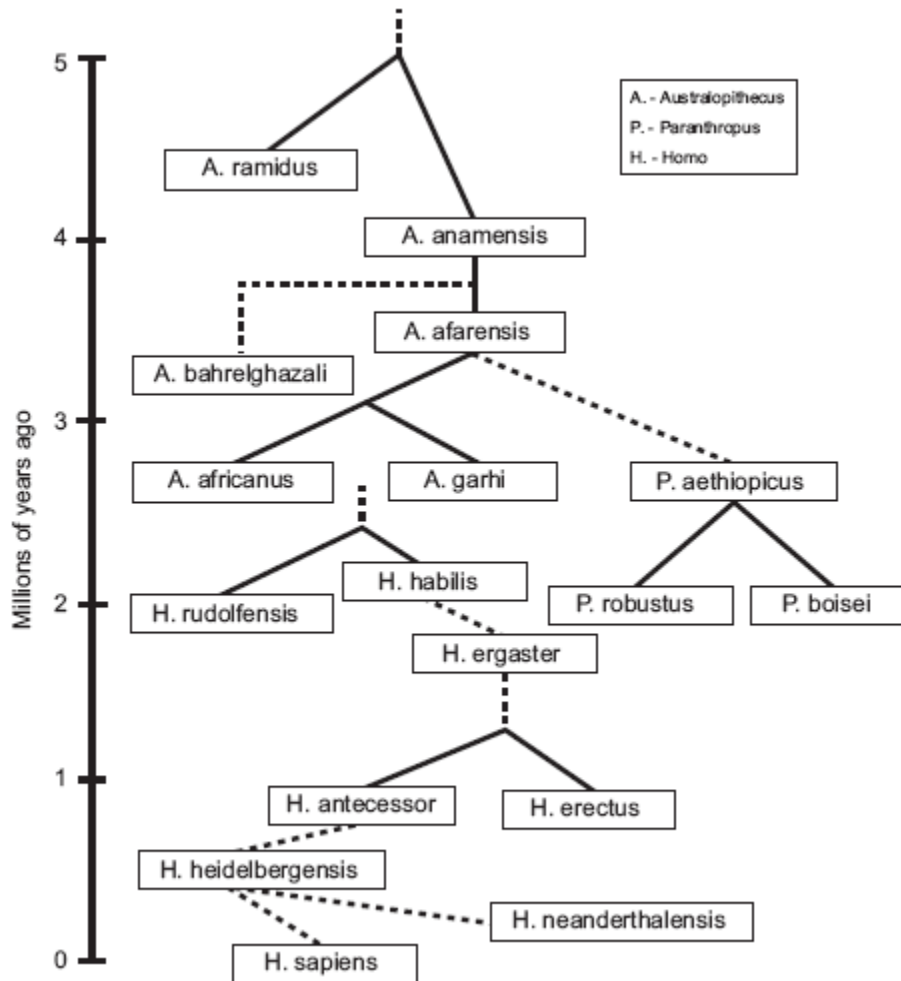 5
A. - Australopithecus
P. - Paranthropus
H. - Homo
A. ramidus
4
A. anamensis
A. afarensis
A. bahrelghazali
3
A. africanus
A. garhi
P. aethiopicus
Millions of years ago
H. habilis
2
H. rudolfensis
P. robustus
P. boisei
H. ergaster
1
H. antecessor
H. erectus
H. heidelbergensis
H. neanderthalensis
0
H. sapiens